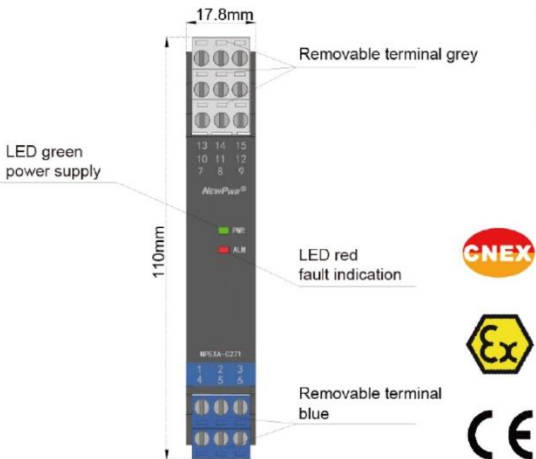 17.8mm
Removable terminal grey
13 14 15
10 11 12
7 8 9
NEWPWR®
LED green
power supply
PWR
ALM
LED red
fault indication
110mm
CNEX
Ex
NPEXA-C271
1 2 3
4 5 6
Removable terminal
blue
CE